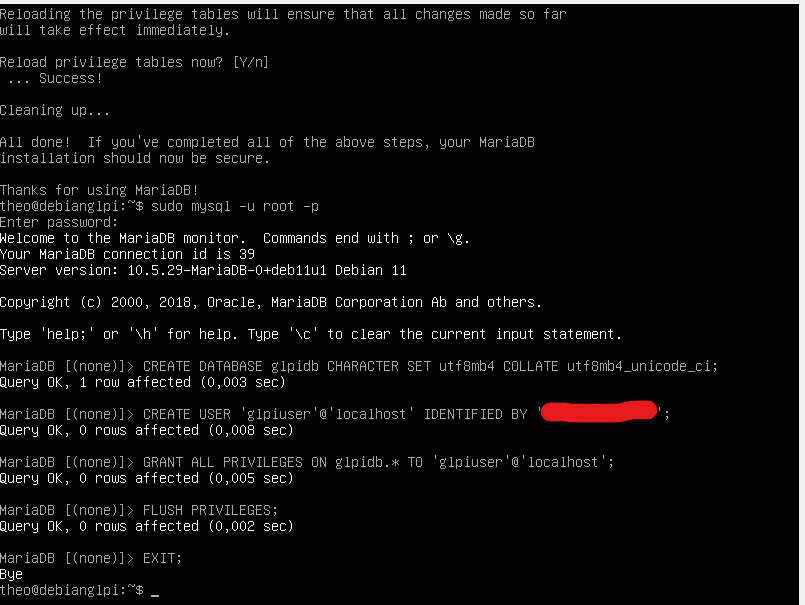 Reloading the privilege tables will ensure that all changes made so far
will take effect immediately.
Reload privilege tables now? [Y/n]
... Success!
Cleaning up...
All done!  If you've completed all of the above steps, your MariaDB
installation should now be secure.
Thanks for using MariaDB!
theo@debianglpi:~$ sudo mysql -u root -p
Enter password:
Welcome to the MariaDB monitor.  Commands end with ; or \g.
Your MariaDB connection id is 39
Server version: 10.5.29-MariaDB-0+deb11u1 Debian 11
Copyright (c) 2000, 2018, Oracle, MariaDB Corporation Ab and others.
Type 'help;' or '\h' for help. Type '\c' to clear the current input statement.
MariaDB [(none)]> CREATE DATABASE glpidb CHARACTER SET utf8mb4 COLLATE utf8mb4_unicode_ci;
Query OK, 1 row affected (0,003 sec)
MariaDB [(none)]> CREATE USER 'glpiuser'@'localhost' IDENTIFIED BY '';
Query OK, 0 rows affected (0,008 sec)
MariaDB [(none)]> GRANT ALL PRIVILEGES ON glpidb.* TO 'glpiuser'@'localhost';
Query OK, 0 rows affected (0,005 sec)
MariaDB [(none)]> FLUSH PRIVILEGES;
Query OK, 0 rows affected (0,002 sec)
MariaDB [(none)]> EXIT;
Bye
theo@debianglpi:~$ _